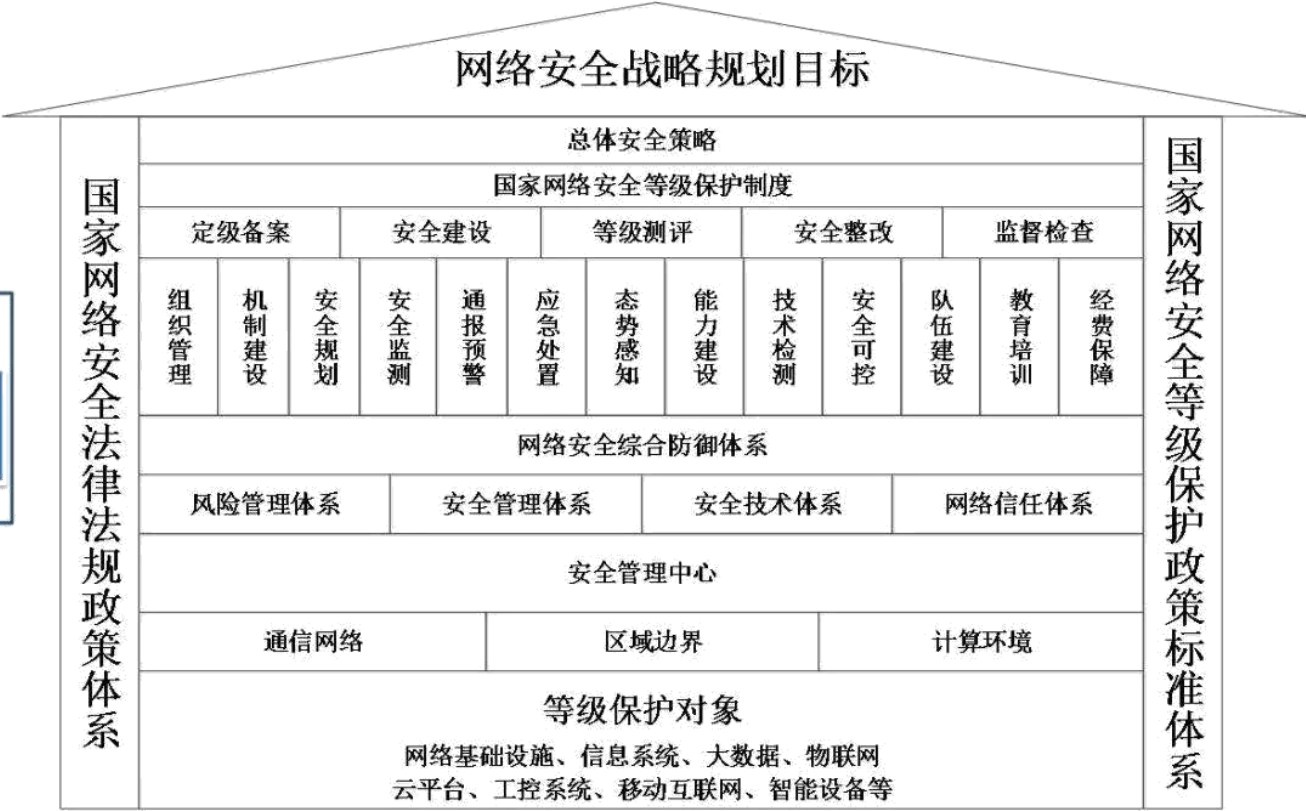 网络安全战略规划目标
国家网络安全法律法规政策体系
总体安全策略
国家网络安全等级保护制度
定级备案
安全建设
等级测评
安全整改
监督检查
组织管理
机制建设
安全规划
安全监测
通报预警
应急处置
态势感知
能力建设
技术检测
安全可控
队伍建设
教育培训
经费保障
网络安全综合防御体系
风险管理体系
安全管理体系
安全技术体系
网络信任体系
安全管理中心
通信网络
区域边界
计算环境
等级保护对象
网络基础设施、信息系统、大数据、物联网
云平台、工控系统、移动互联网、智能设备等
国家网络安全等级保护政策标准体系